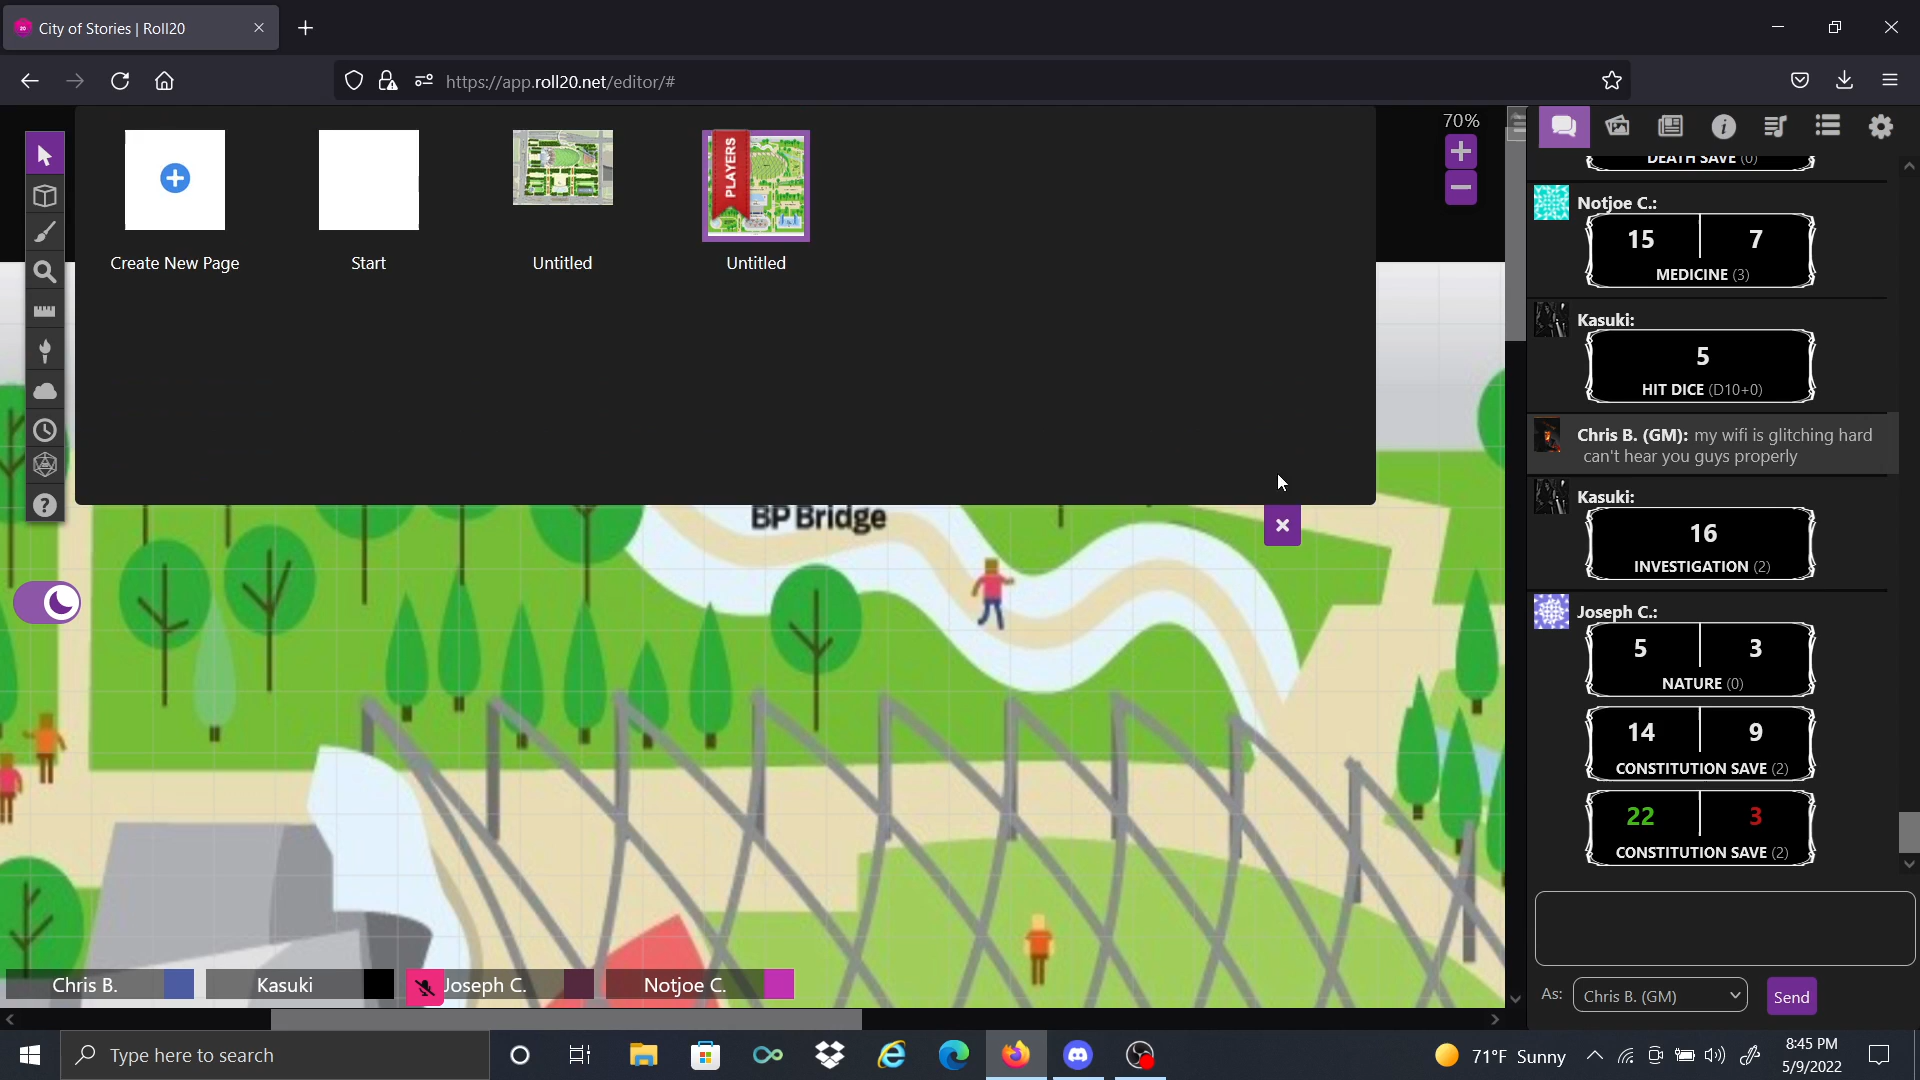 City of Stories | Roll20
https://app.roll20.net/editor/#
70%
PLAYERS
Create New Page
Start
Untitled
Untitled
BP Bridge
DEATH SAVE (0)
Notjoe C.:
15 7
MEDICINE (3)
Kasuki:
5
HIT DICE (D10+0)
Chris B. (GM): my wifi is glitching hard
can't hear you guys properly
Kasuki:
16
INVESTIGATION (2)
Joseph C.:
5 3
NATURE (0)
14 9
CONSTITUTION SAVE (2)
22 3
CONSTITUTION SAVE (2)
Chris B.
Kasuki
Joseph C.
Notjoe C.
As: Chris B. (GM)
Send
Type here to search
71°F Sunny
8:45 PM
5/9/2022